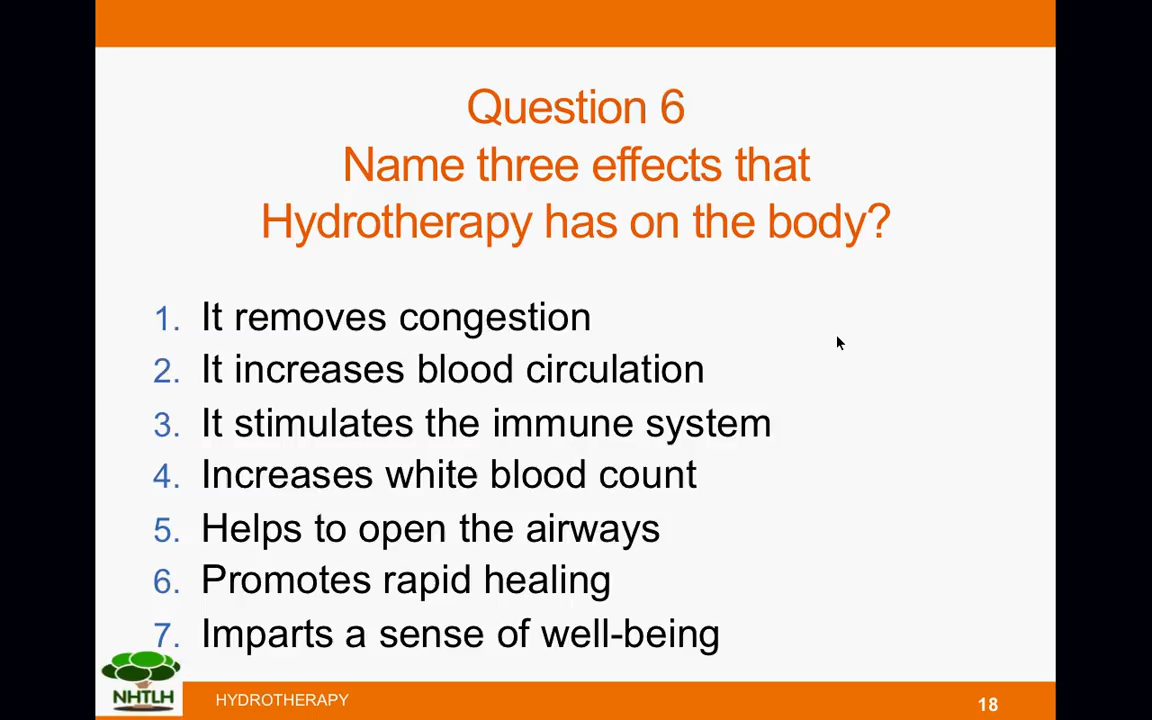 Question 6
Name three effects that
Hydrotherapy has on the body?
1. It removes congestion
2. It increases blood circulation
3. It stimulates the immune system
4. Increases white blood count
5. Helps to open the airways
6. Promotes rapid healing
7. Imparts a sense of well-being
NHTLH
HYDROTHERAPY
18